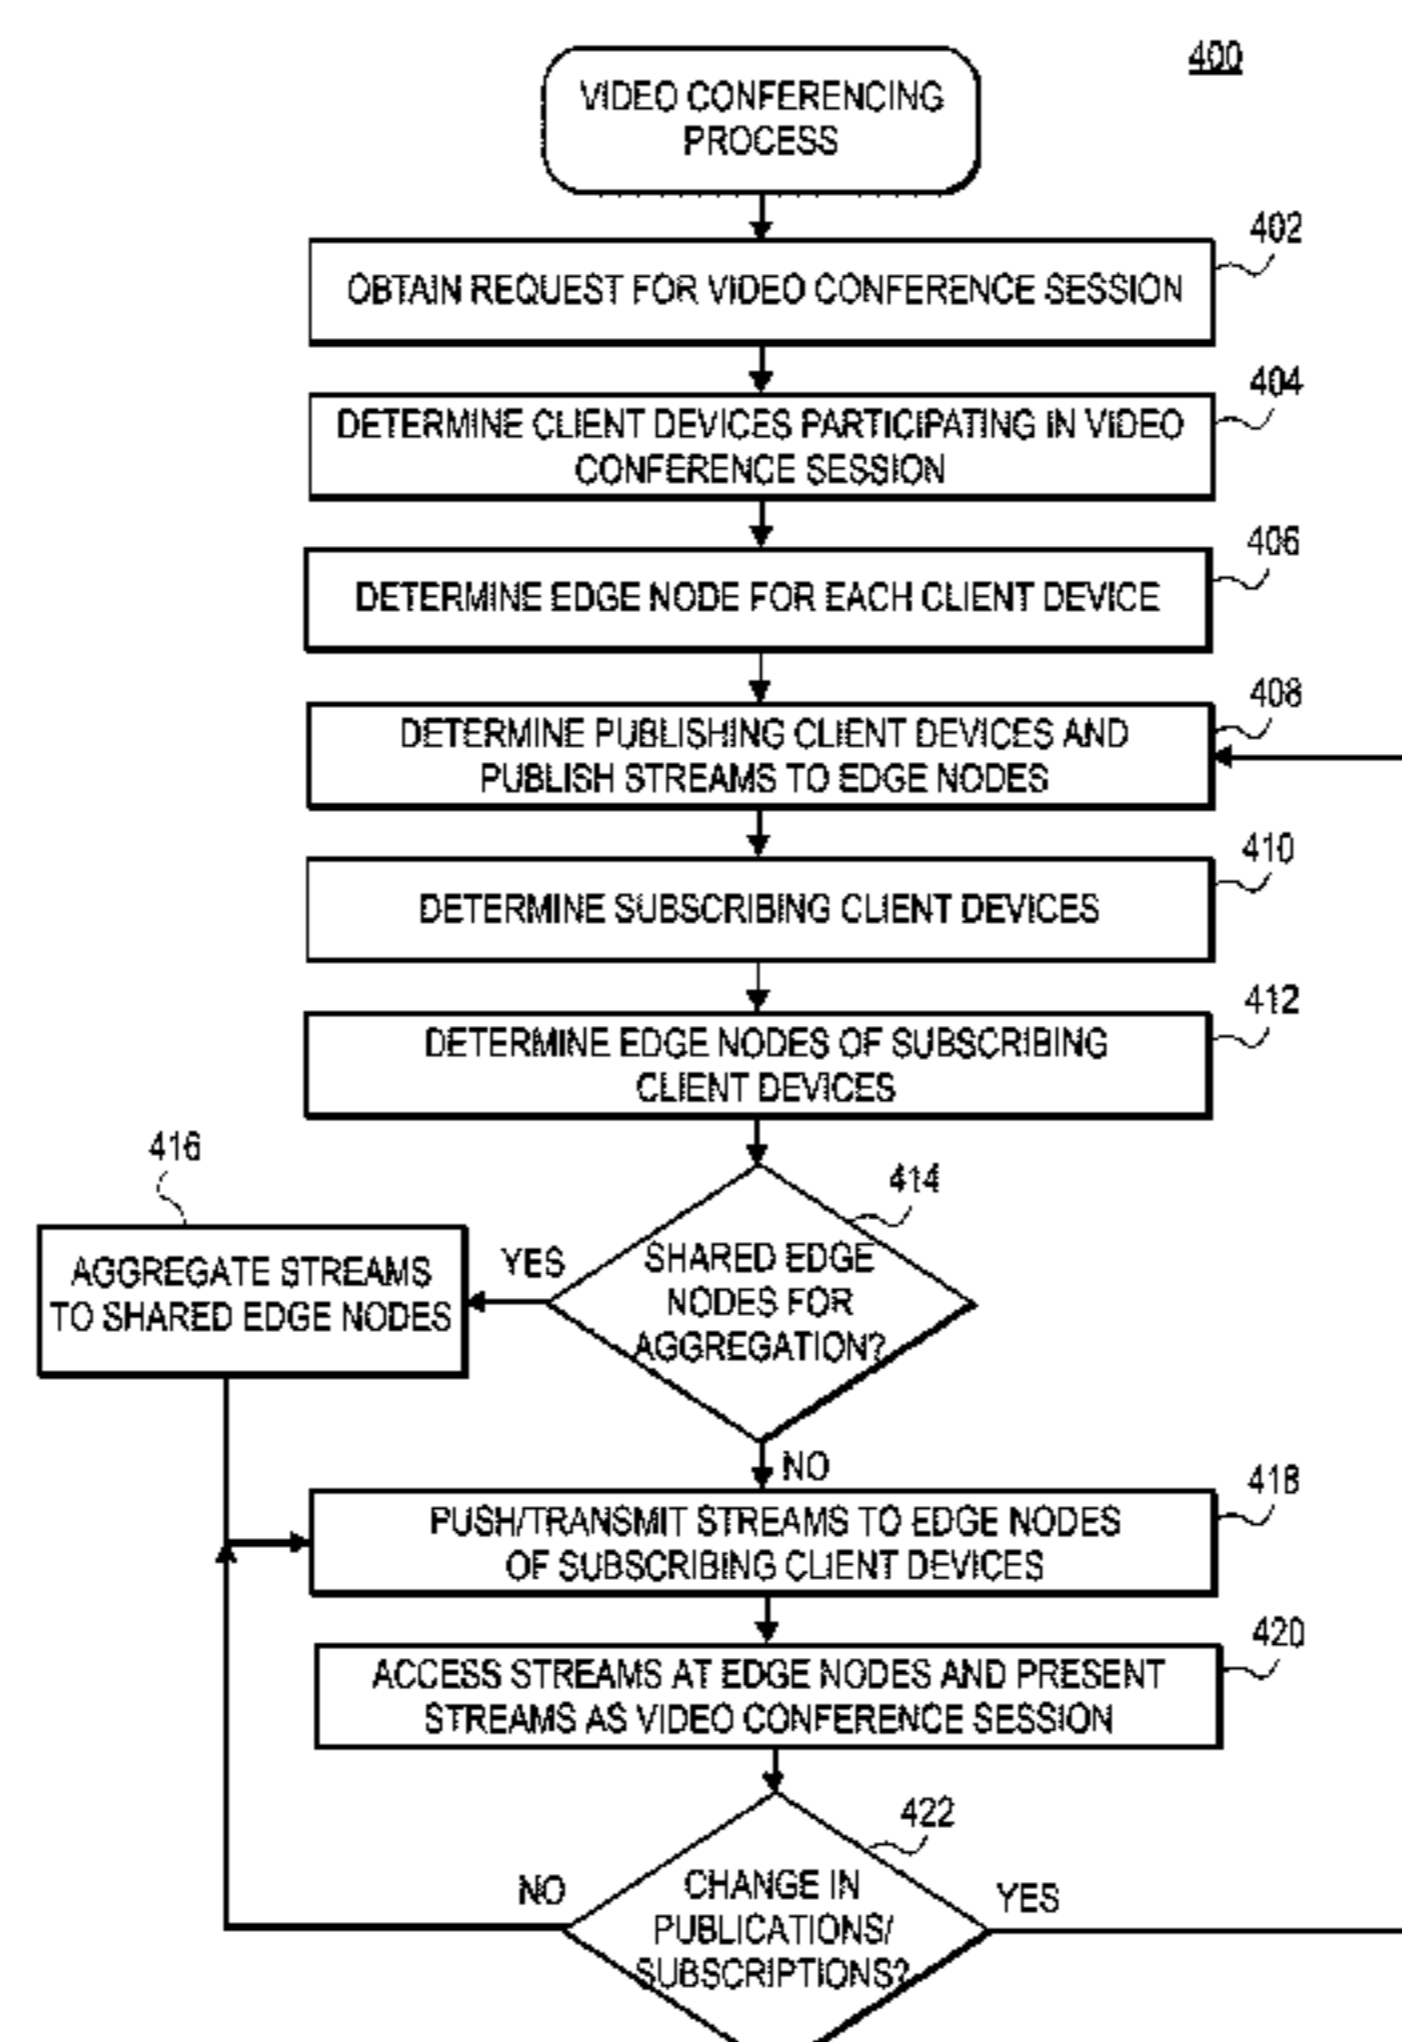 400
VIDEO CONFERENCING
PROCESS
402
OBTAIN REQUEST FOR VIDEO CONFERENCE SESSION
404
DETERMINE CLIENT DEVICES PARTICIPATING IN VIDEO
CONFERENCE SESSION
406
DETERMINE EDGE NODE FOR EACH CLIENT DEVICE
408
DETERMINE PUBLISHING CLIENT DEVICES AND
PUBLISH STREAMS TO EDGE NODES
410
DETERMINE SUBSCRIBING CLIENT DEVICES
412
DETERMINE EDGE NODES OF SUBSCRIBING
CLIENT DEVICES
414
SHARED EDGE
NODES FOR
AGGREGATION?
YES
416
AGGREGATE STREAMS
TO SHARED EDGE NODES
NO
418
PUSH/TRANSMIT STREAMS TO EDGE NODES
OF SUBSCRIBING CLIENT DEVICES
420
ACCESS STREAMS AT EDGE NODES AND PRESENT
STREAMS AS VIDEO CONFERENCE SESSION
422
CHANGE IN
PUBLICATIONS/
SUBSCRIPTIONS?
NO
YES